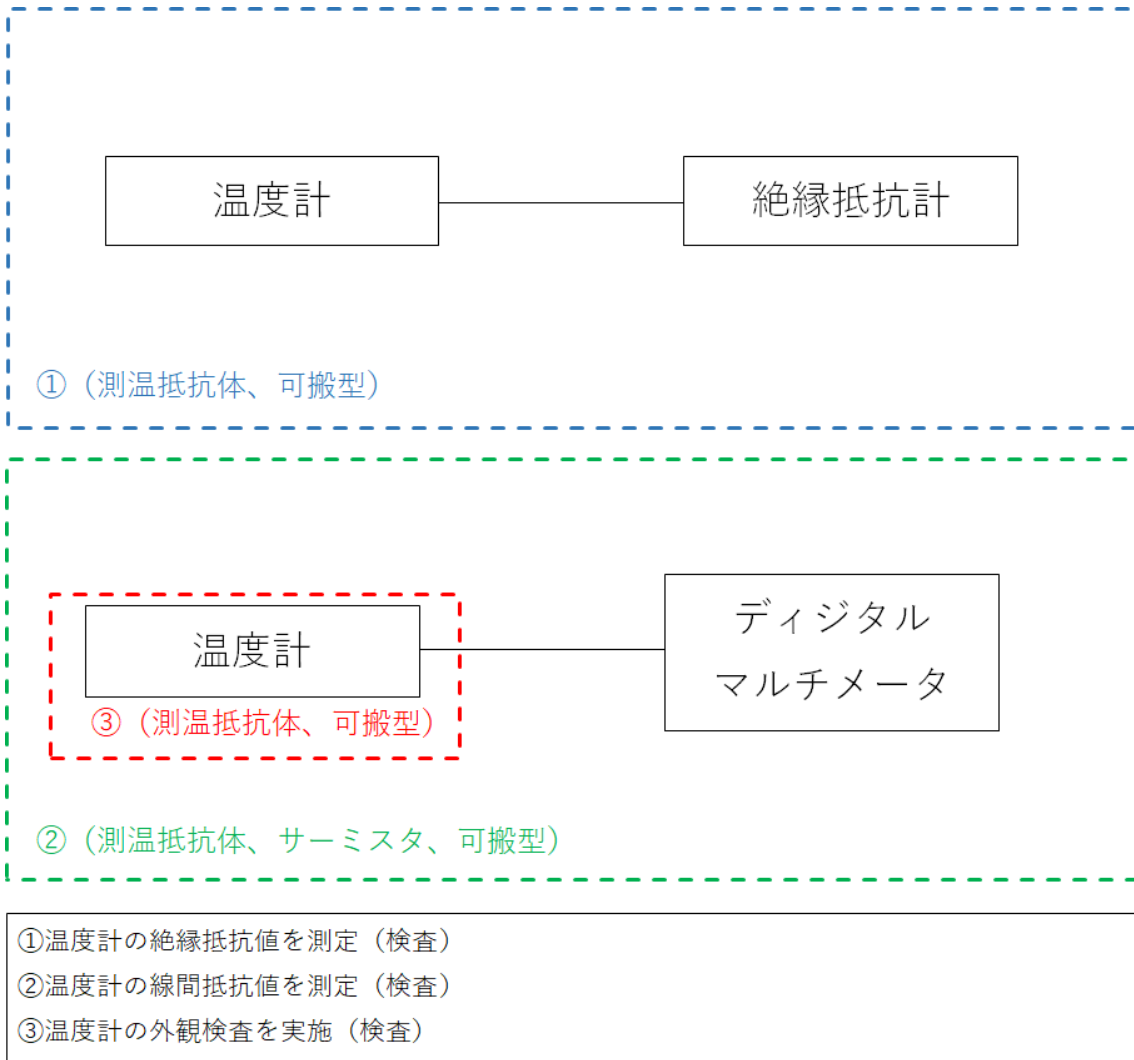 温度計
絶縁抵抗計
①（測温抵抗体、可搬型）
温度計
ディジタル
マルチメータ
③（測温抵抗体、可搬型）
②（測温抵抗体、サーミスタ、可搬型）
①温度計の絶縁抵抗値を測定（検査）
②温度計の線間抵抗値を測定（検査）
③温度計の外観検査を実施（検査）